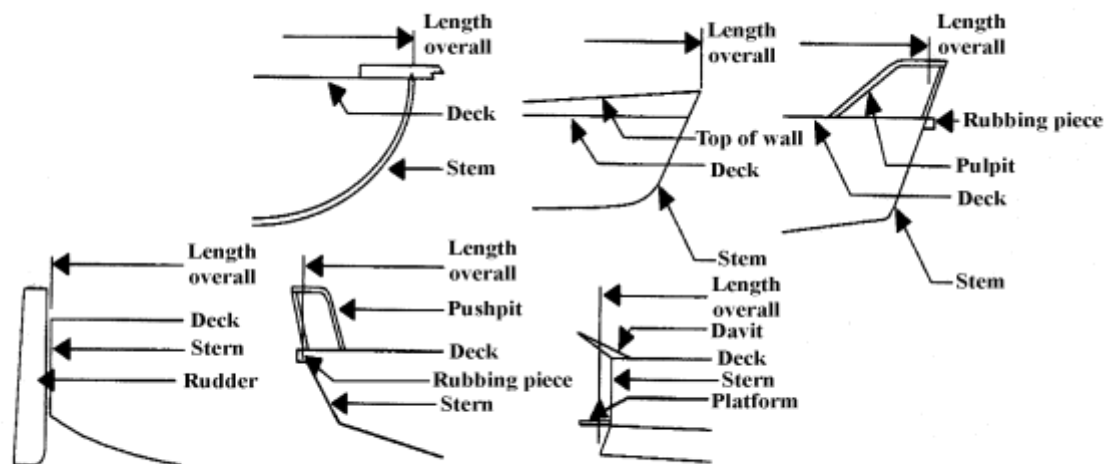 Length
overall
Deck
Stem
Length
overall
Top of wall
Deck
Stem
Length
overall
Rubbing piece
Pulpit
Deck
Stem
Length
overall
Deck
Stern
Rudder
Length
overall
Pushpit
Deck
Rubbing piece
Stern
Length
overall
Davit
Deck
Stern
Platform